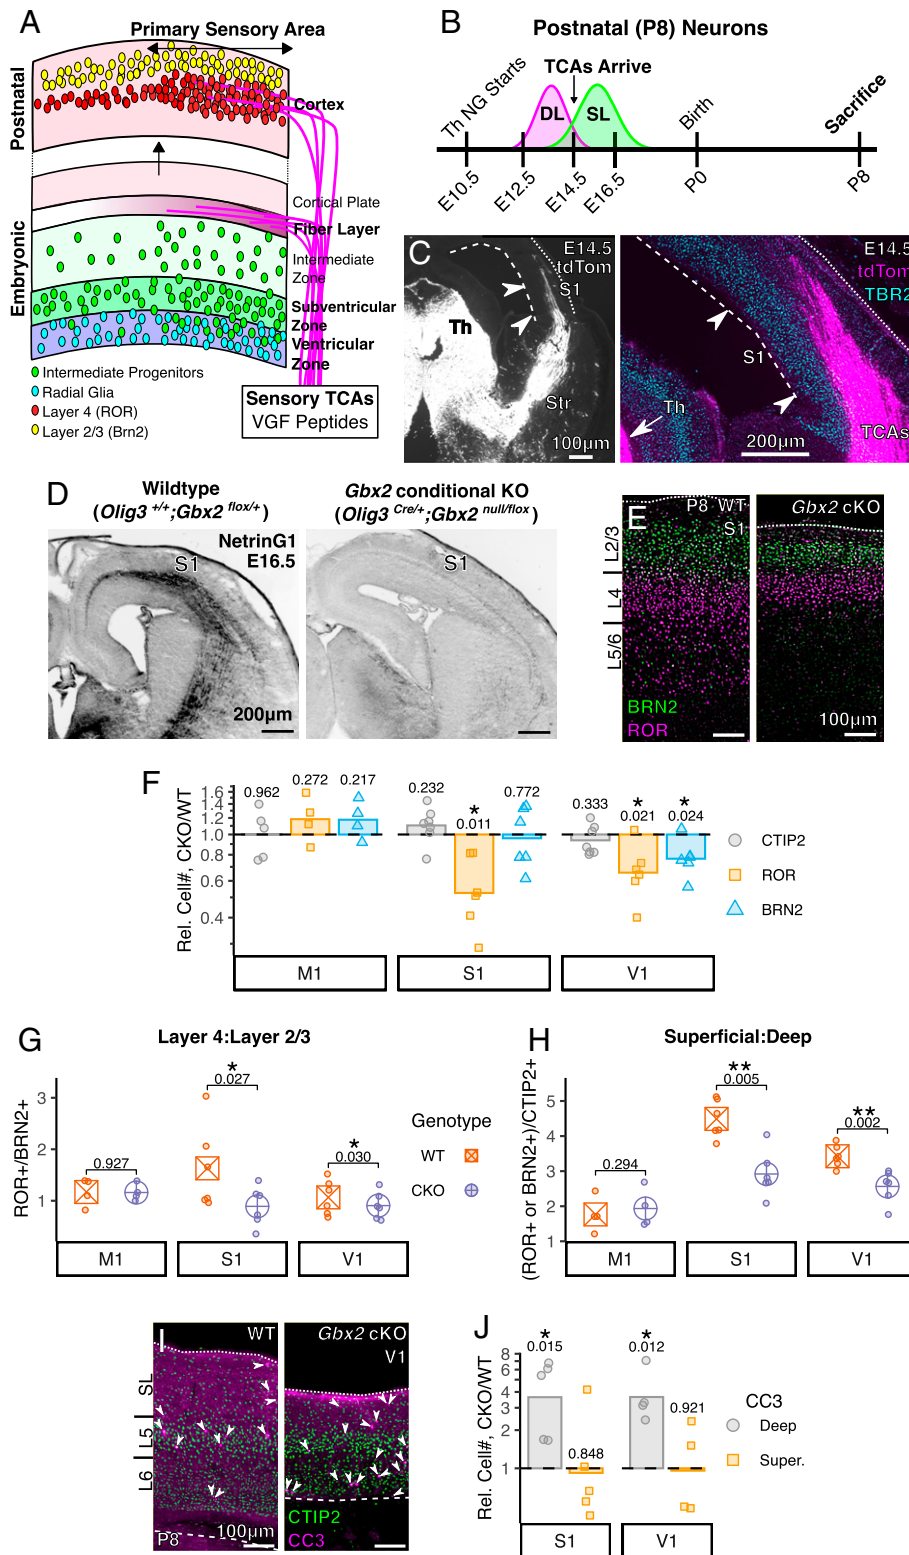 A
Primary Sensory Area
Postnatal
Cortex
Embryonic
Cortical Plate
Fiber Layer
Intermediate
Zone
Subventricular
Zone
Ventricular
Zone
Intermediate Progenitors
Radial Glia
Layer 4 (ROR)
Layer 2/3 (Brn2)
Sensory TCAs
VGF Peptides
B
Postnatal (P8) Neurons
Th NG Starts
TCAs Arrive
DL
SL
Birth
Sacrifice
E10.5
E12.5
E14.5
E16.5
P0
P8
C
E14.5
tdTom
S1
Th
Str
100µm
E14.5
tdTom
TBR2
S1
Th
TCAs
200µm
D
Wildtype
(Olig3 +/+;Gbx2 flox/+)
NetrinG1
E16.5
S1
200µm
Gbx2 conditional KO
(Olig3 Cre/+;Gbx2 null/flox)
S1
E
P8 WT
S1
Gbx2 cKO
L2/3
L4
L5/6
BRN2
ROR
100µm
F
Rel. Cell#, CKO/WT
1.6
1.4
1.2
1.0
0.8
0.6
0.4
0.962
0.272
0.217
0.232
*
0.011
0.772
0.333
*
0.021
*
0.024
M1
S1
V1
CTIP2
ROR
BRN2
G
Layer 4:Layer 2/3
ROR+/BRN2+
3
2
1
0.927
*
0.027
*
0.030
M1
S1
V1
Genotype
WT
CKO
H
Superficial:Deep
(ROR+ or BRN2+)/CTIP2+
5
4
3
2
1
0.294
**
0.005
**
0.002
M1
S1
V1
I
WT
Gbx2 cKO
V1
SL
L5
L6
P8
100µm
CTIP2
CC3
J
Rel. Cell#, CKO/WT
8
6
4
3
2
1
*
0.015
0.848
*
0.012
0.921
S1
V1
CC3
Deep
Super.